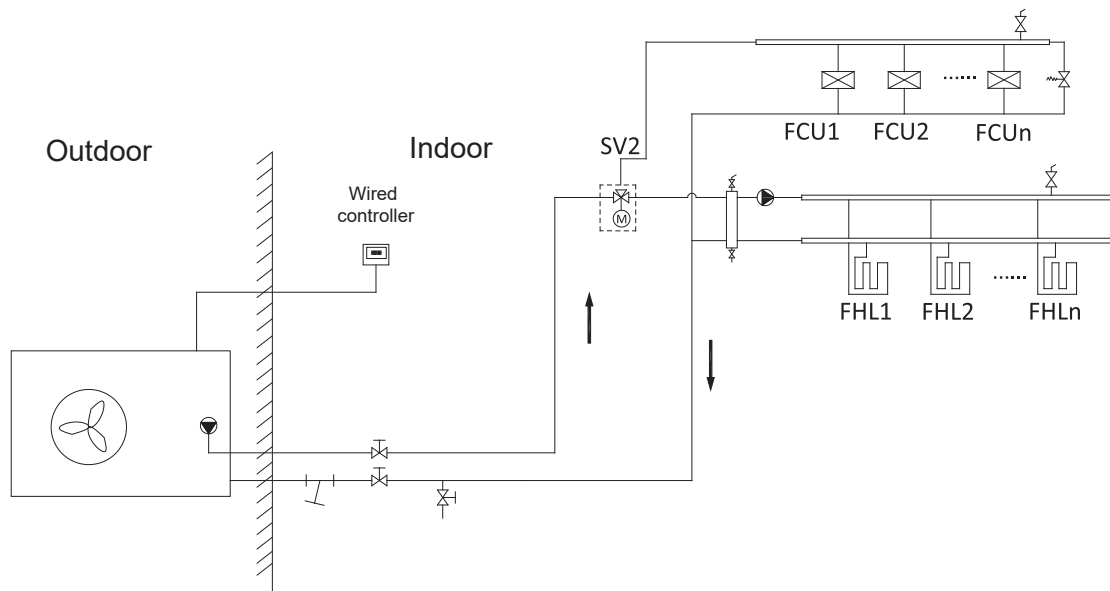 Outdoor
Indoor
Wired
controller
SV2
M
FCU1
FCU2
......
FCUn
FHL1
FHL2
......
FHLn